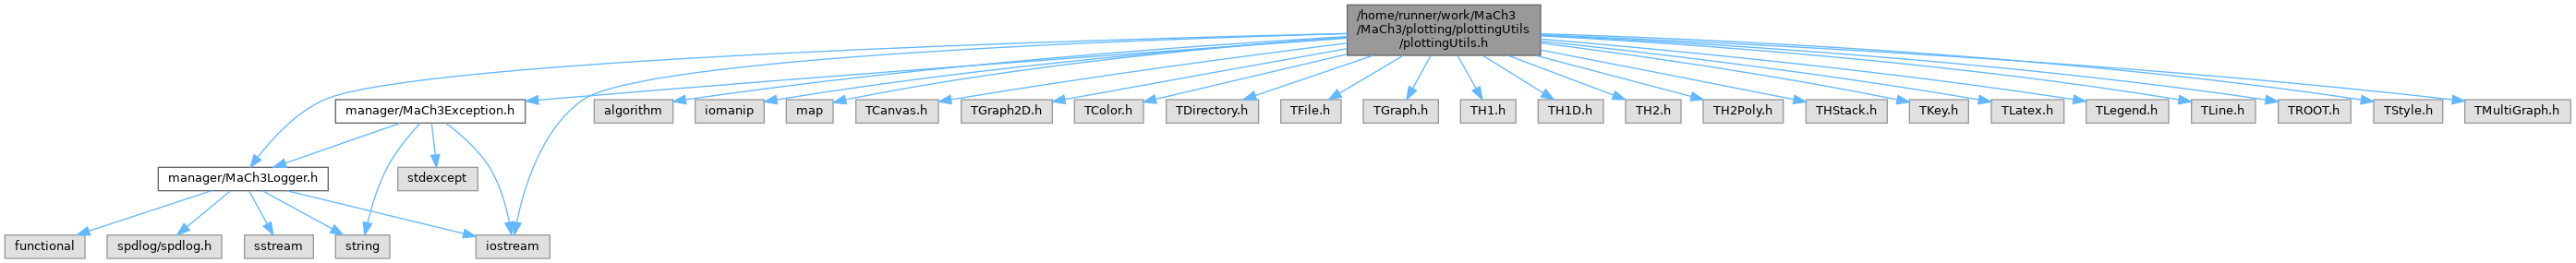 /home/runner/work/MaCh3
/MaCh3/plotting/plottingUtils
/plottingUtils.h
manager/MaCh3Exception.h
algorithm
iomanip
map
TCanvas.h
TGraph2D.h
TColor.h
TDirectory.h
TFile.h
TGraph.h
TH1.h
TH1D.h
TH2.h
TH2Poly.h
THStack.h
TKey.h
TLatex.h
TLegend.h
TLine.h
TROOT.h
TStyle.h
TMultiGraph.h
manager/MaCh3Logger.h
stdexcept
functional
spdlog/spdlog.h
sstream
string
iostream